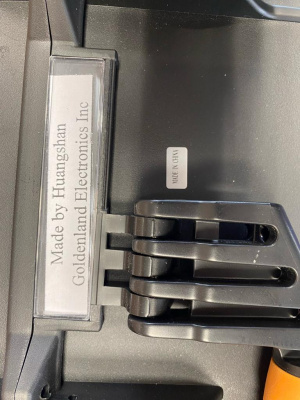 Made by Huangshan
Goldenland Electronics Inc
MADE IN CHINA